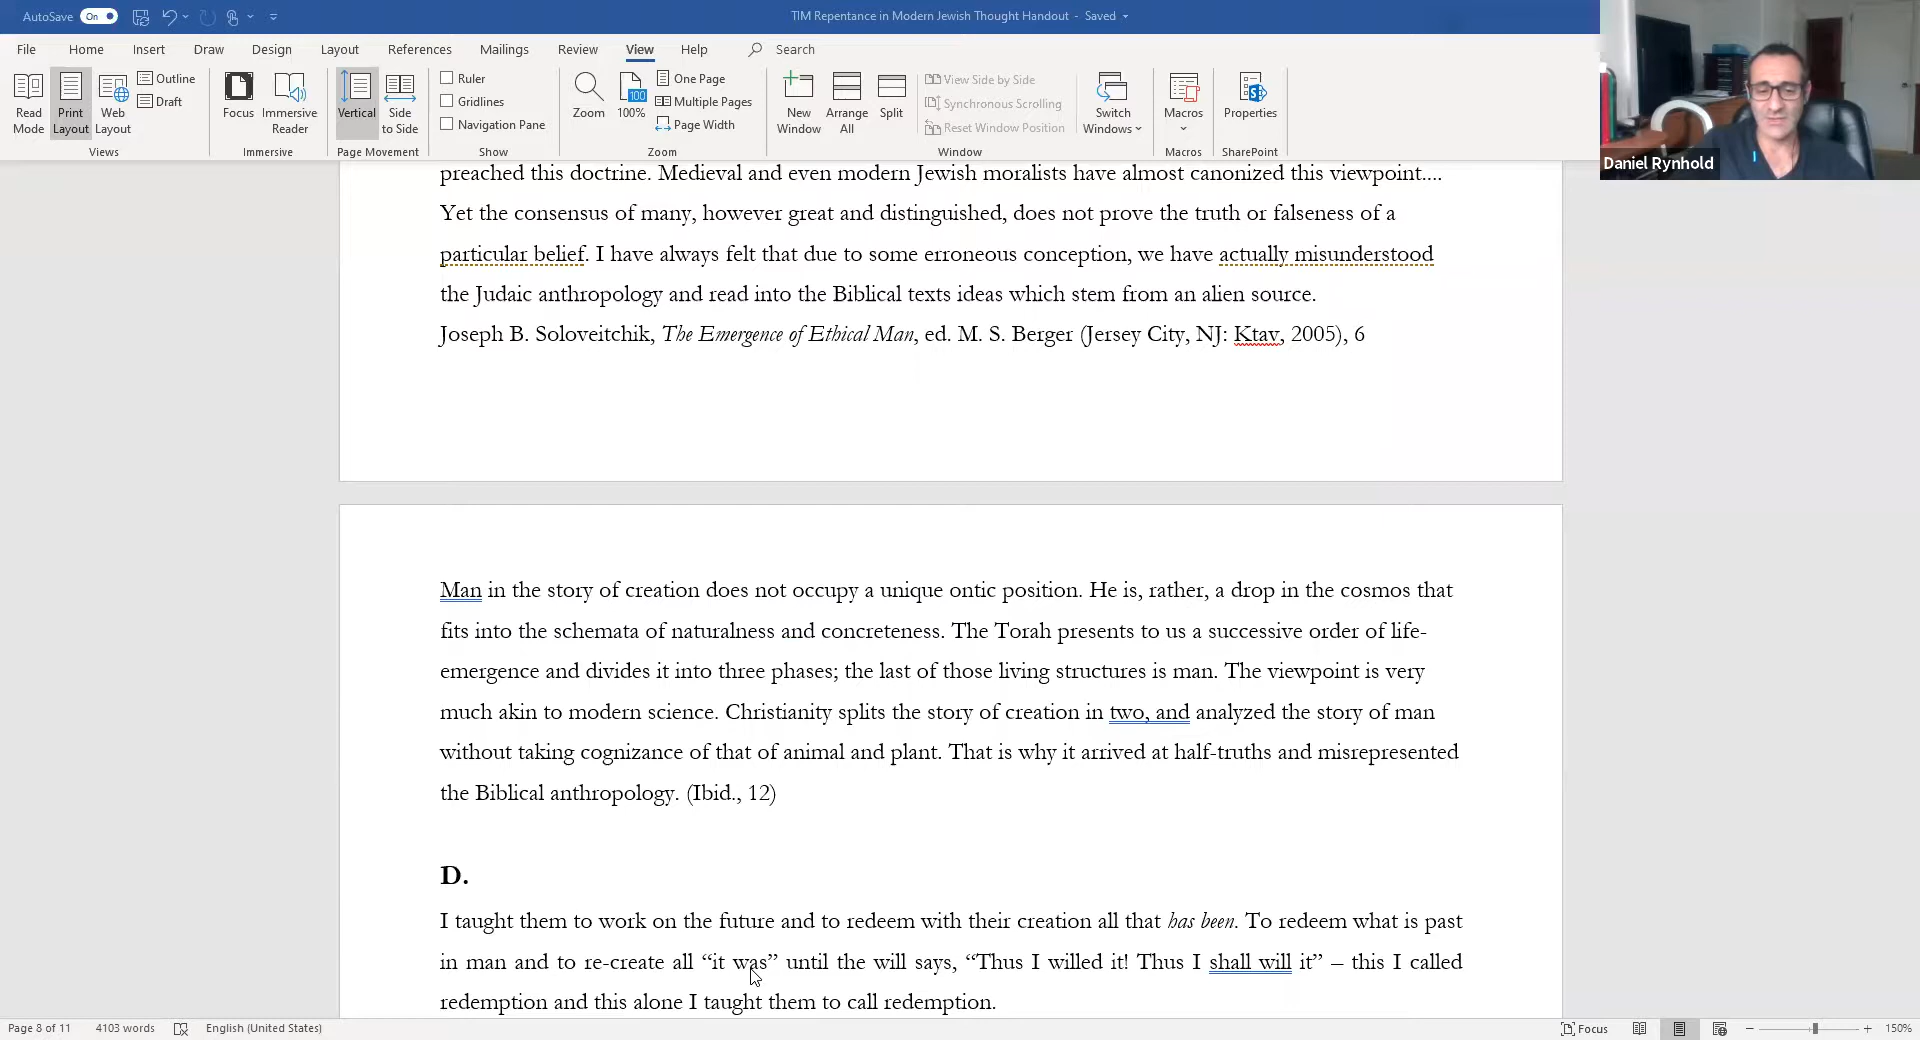 AutoSave On TIM Repentance in Modern Jewish Thought Handout - Saved
File Home Insert Draw Design Layout References Mailings Review View Help Search
Read Mode
Print Layout
Web Layout
Outline
Draft
Views
Focus
Immersive Reader
Immersive
Vertical
Side to Side
Page Movement
Ruler
Gridlines
Navigation Pane
Show
Zoom
100
100%
One Page
Multiple Pages
Page Width
Zoom
New Window
Arrange All
Split
View Side by Side
Synchronous Scrolling
Reset Window Position
Switch Windows
Window
Macros
Macros
Properties
SharePoint
Daniel Rynhold
preached this doctrine. Medieval and even modern Jewish moralists have almost canonized this viewpoint....
Yet the consensus of many, however great and distinguished, does not prove the truth or falseness of a
particular belief. I have always felt that due to some erroneous conception, we have actually misunderstood
the Judaic anthropology and read into the Biblical texts ideas which stem from an alien source.
Joseph B. Soloveitchik, The Emergence of Ethical Man, ed. M. S. Berger (Jersey City, NJ: Ktav, 2005), 6
Man in the story of creation does not occupy a unique ontic position. He is, rather, a drop in the cosmos that
fits into the schemata of naturalness and concreteness. The Torah presents to us a successive order of life-
emergence and divides it into three phases; the last of those living structures is man. The viewpoint is very
much akin to modern science. Christianity splits the story of creation in two, and analyzed the story of man
without taking cognizance of that of animal and plant. That is why it arrived at half-truths and misrepresented
the Biblical anthropology. (Ibid., 12)
D.
I taught them to work on the future and to redeem with their creation all that has been. To redeem what is past
in man and to re-create all “it was” until the will says, “Thus I willed it! Thus I shall will it” – this I called
redemption and this alone I taught them to call redemption.
Page 8 of 11 4103 words English (United States) Focus 150%